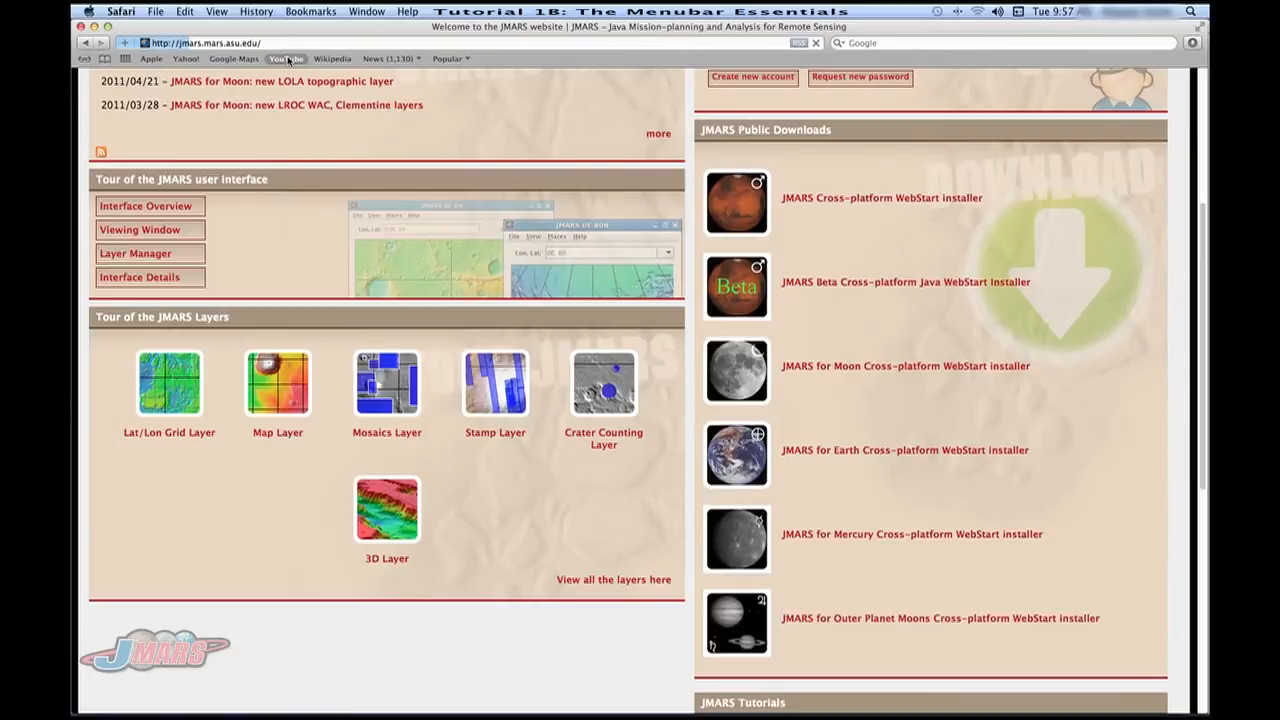 Safari File Edit View History Bookmarks Window Help Tutorial 1B: The Menubar Essentials Tue 9:57
Welcome to the JMARS website | JMARS – Java Mission-planning and Analysis for Remote Sensing
http://jmars.mars.asu.edu/ RSS Google
Apple Yahoo! Google Maps YouTube Wikipedia News (1,130) Popular
2011/04/21 – JMARS for Moon: new LOLA topographic layer
2011/03/28 – JMARS for Moon: new LROC WAC, Clementine layers
more
Tour of the JMARS user interface
Interface Overview
Viewing Window
Layer Manager
Interface Details
File View Places Help
Lon, Lat:
Tour of the JMARS Layers
Lat/Lon Grid Layer
Map Layer
Mosaics Layer
Stamp Layer
Crater Counting
Layer
3D Layer
View all the layers here
JMARS
Create new account Request new password
JMARS Public Downloads
DOWNLOAD
JMARS Cross-platform WebStart installer
Beta
JMARS Beta Cross-platform Java WebStart Installer
JMARS for Moon Cross-platform WebStart installer
JMARS for Earth Cross-platform WebStart installer
JMARS for Mercury Cross-platform WebStart installer
JMARS for Outer Planet Moons Cross-platform WebStart installer
JMARS Tutorials